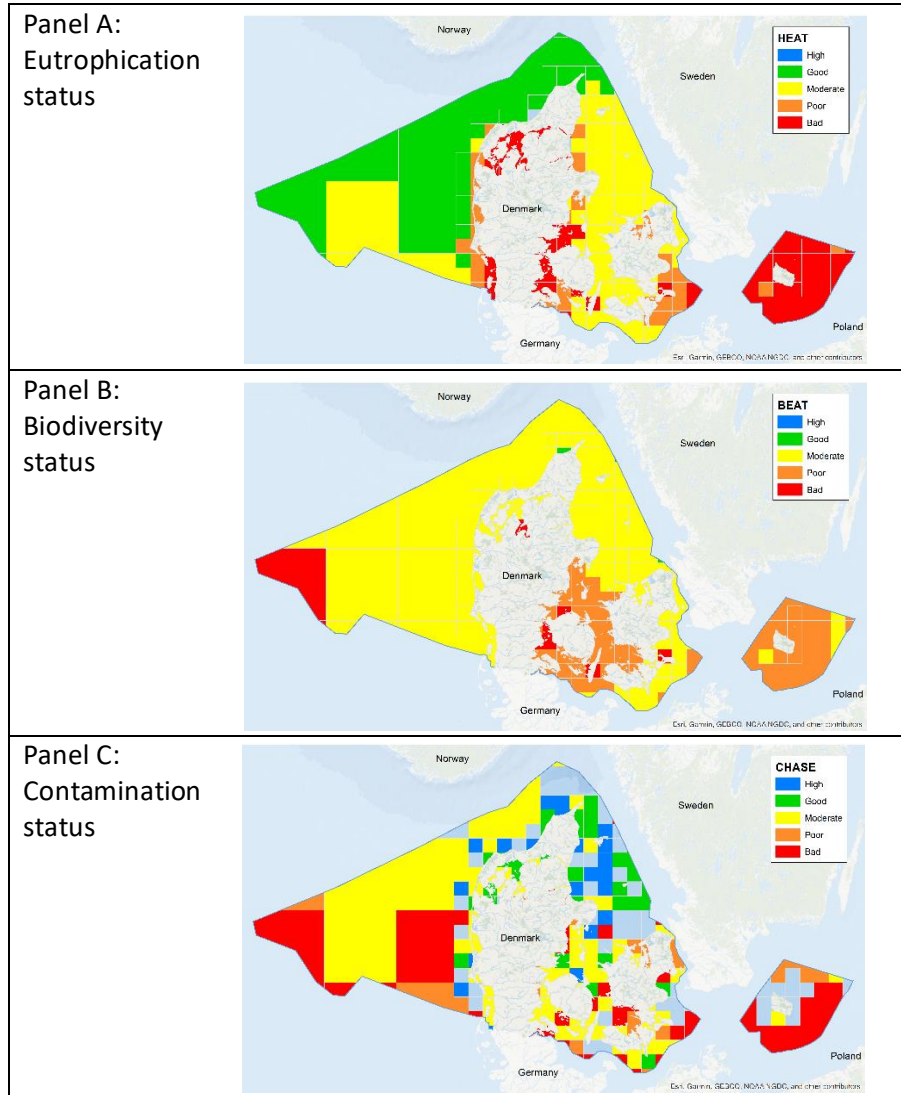 Panel A:
Eutrophication
status
Norway
Sweden
Denmark
Germany
Poland
HEAT
High
Good
Moderate
Poor
Bad
Esri, Garmin, GEBCO, NOAA NGDC, and other contributors
Panel B:
Biodiversity
status
Norway
Sweden
Denmark
Germany
Poland
BEAT
High
Good
Moderate
Poor
Bad
Esri, Garmin, GEBCO, NOAA NGDC, and other contributors
Panel C:
Contamination
status
Norway
Sweden
Denmark
Germany
Poland
CHASE
High
Good
Moderate
Poor
Bad
Esri, Garmin, GEBCO, NOAA NGDC, and other contributors